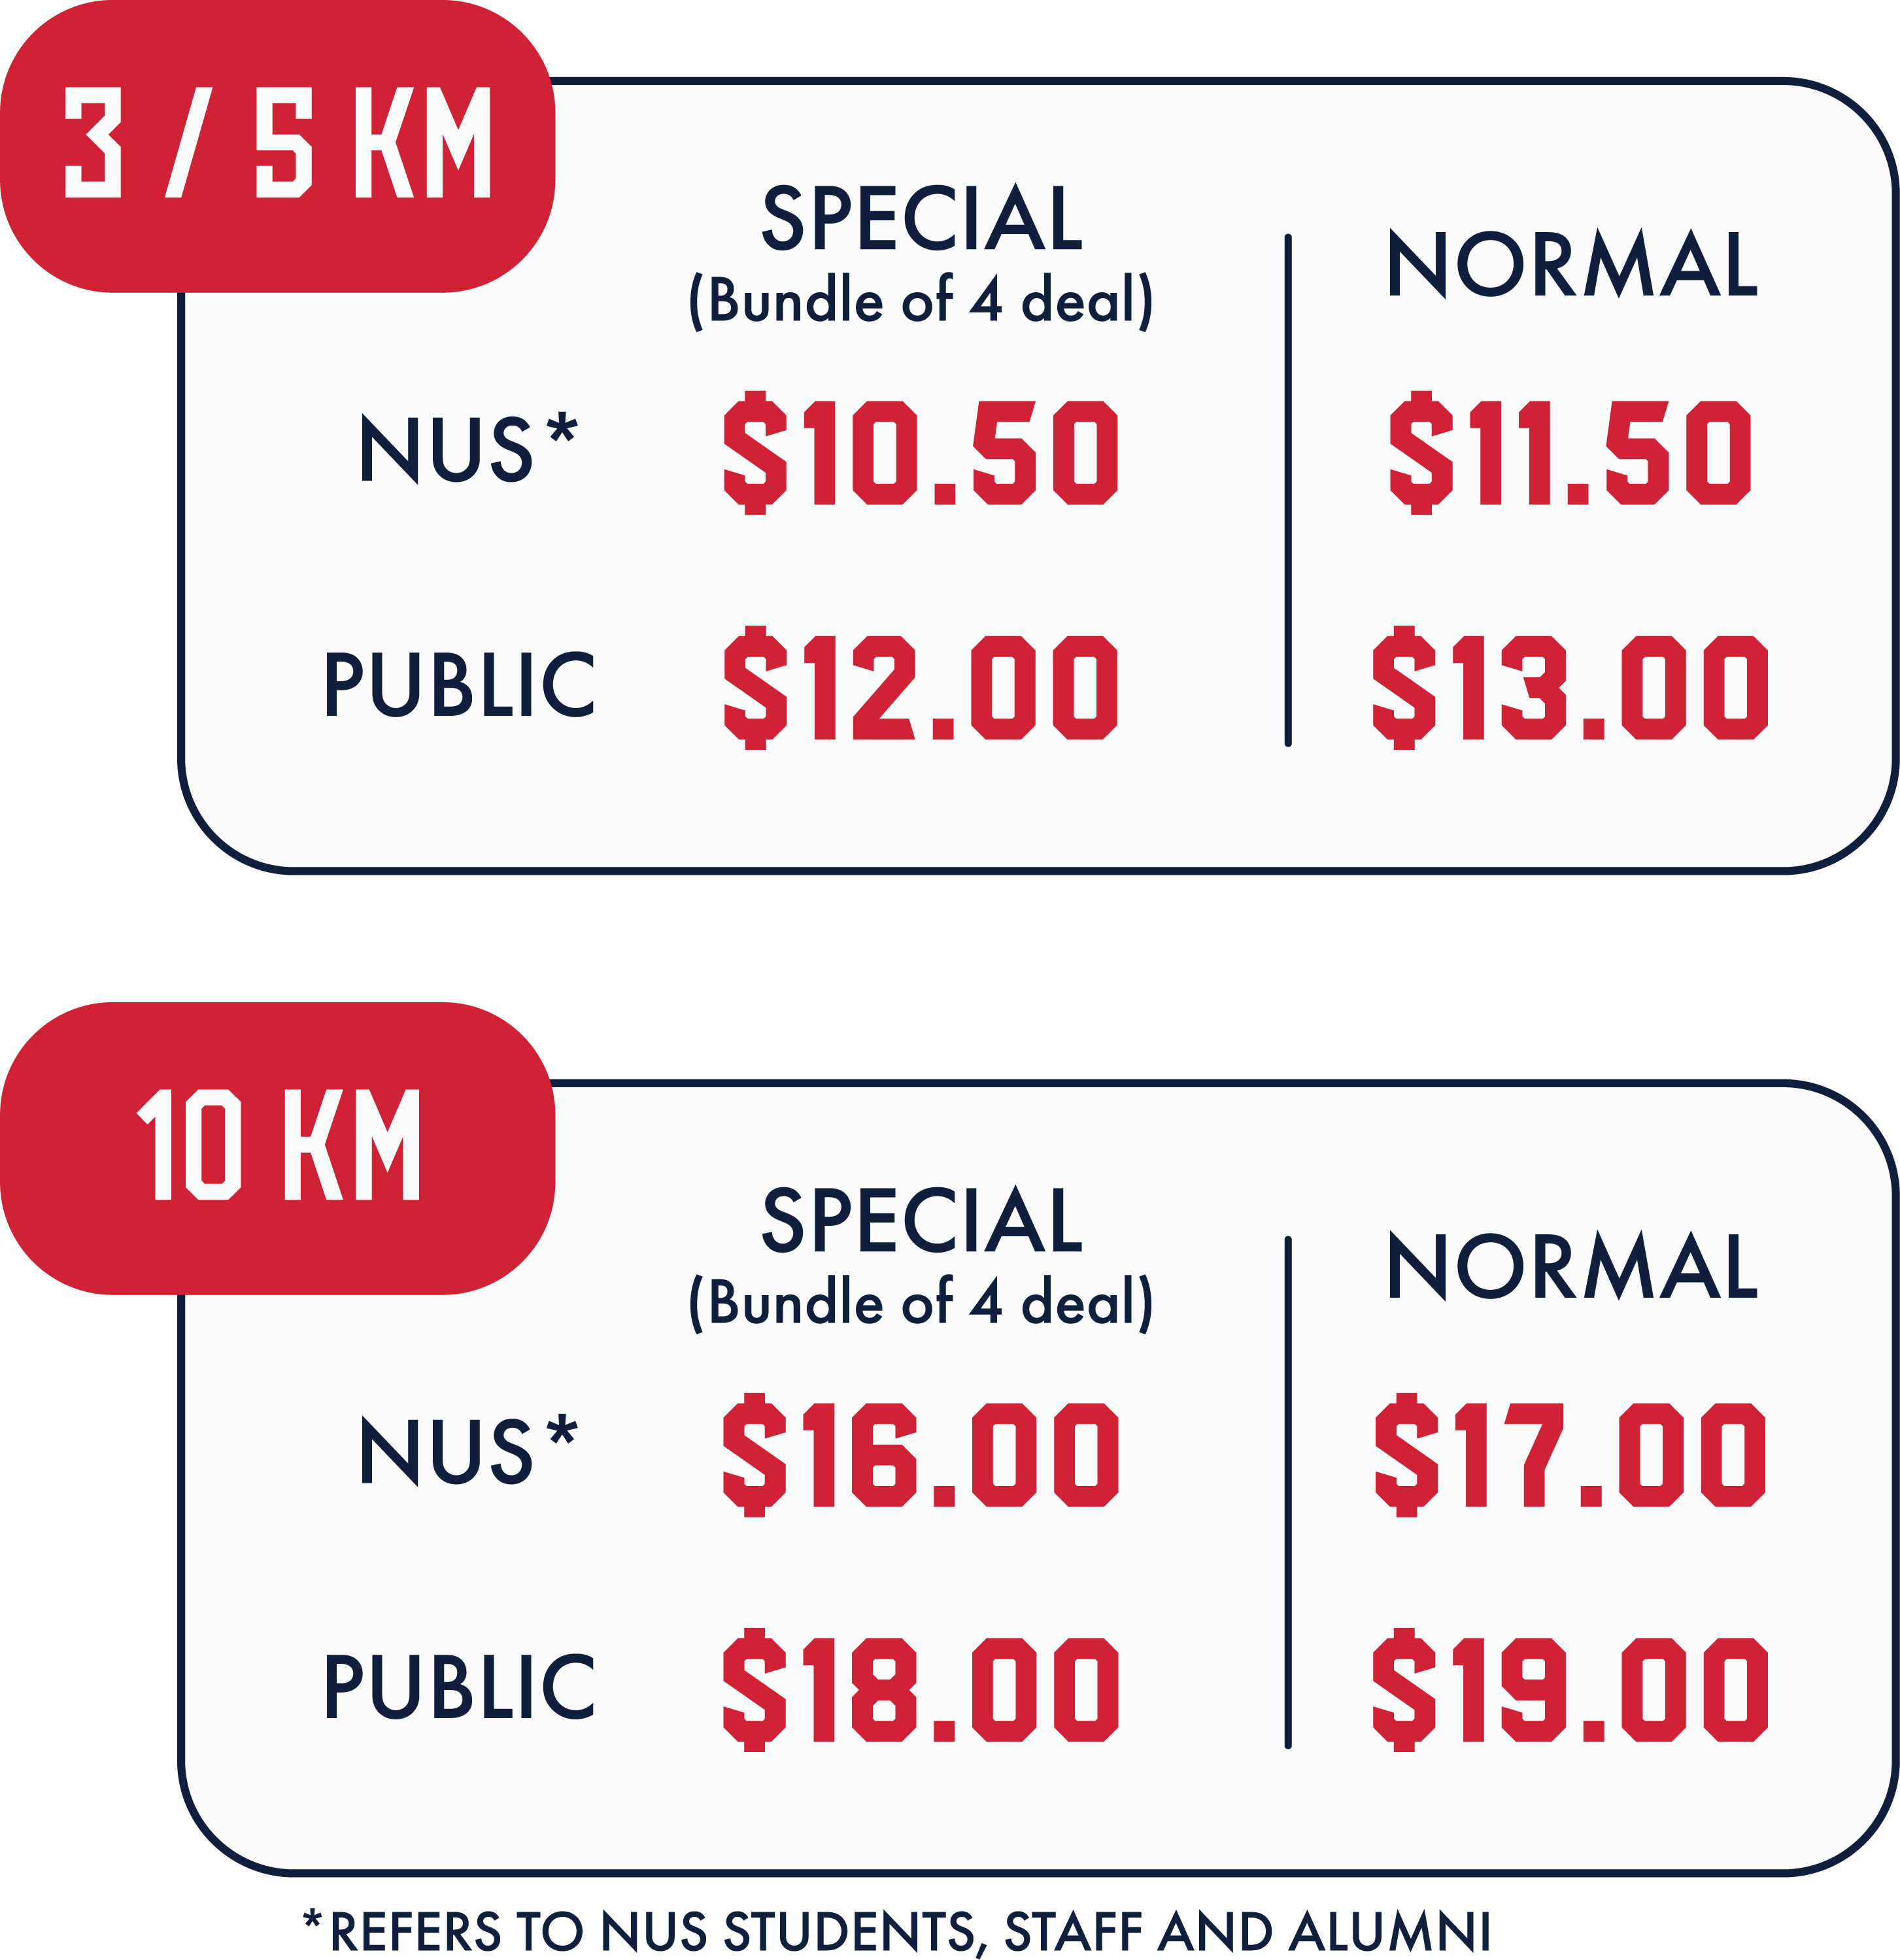 3 / 5 KM
SPECIAL
(Bundle of 4 deal)
NORMAL
NUS* $10.50 $11.50
PUBLIC $12.00 $13.00
10 KM
SPECIAL
(Bundle of 4 deal)
NORMAL
NUS* $16.00 $17.00
PUBLIC $18.00 $19.00
*REFERS TO NUS STUDENTS, STAFF AND ALUMNI